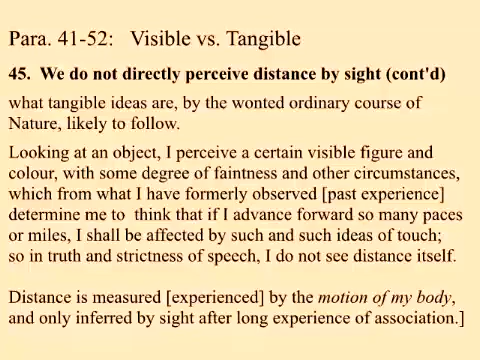 Para. 41-52:   Visible vs. Tangible
45.  We do not directly perceive distance by sight (cont'd)
what tangible ideas are, by the wonted ordinary course of
Nature, likely to follow.
Looking at an object, I perceive a certain visible figure and
colour, with some degree of faintness and other circumstances,
which from what I have formerly observed [past experience]
determine me to  think that if I advance forward so many paces
or miles, I shall be affected by such and such ideas of touch;
so in truth and strictness of speech, I do not see distance itself.
Distance is measured [experienced] by the motion of my body,
and only inferred by sight after long experience of association.]